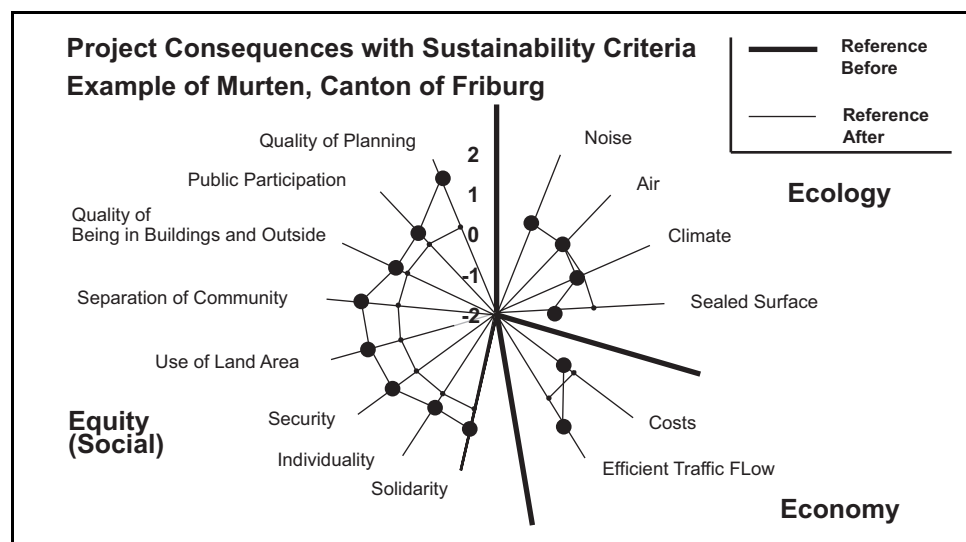 Project Consequences with Sustainability Criteria
Example of Murten, Canton of Friburg
Reference
Before
Reference
After
Ecology
Noise
Air
Climate
Sealed Surface
Costs
Efficient Traffic FLow
Economy
2
1
0
-1
-2
Quality of Planning
Public Participation
Quality of
Being in Buildings and Outside
Separation of Community
Use of Land Area
Security
Individuality
Solidarity
Equity
(Social)